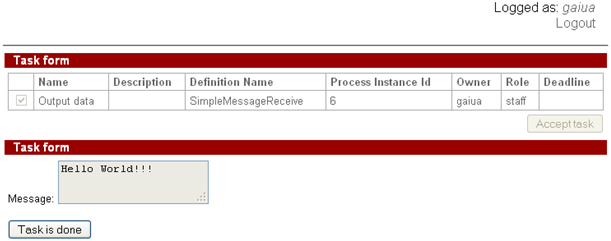 Logged as: gaiua
Logout
Task form
Name Description Definition Name Process Instance Id Owner Role Deadline
Output data SimpleMessageReceive 6 gaiua staff
Accept task
Task form
Hello World!!!
Message:
Task is done